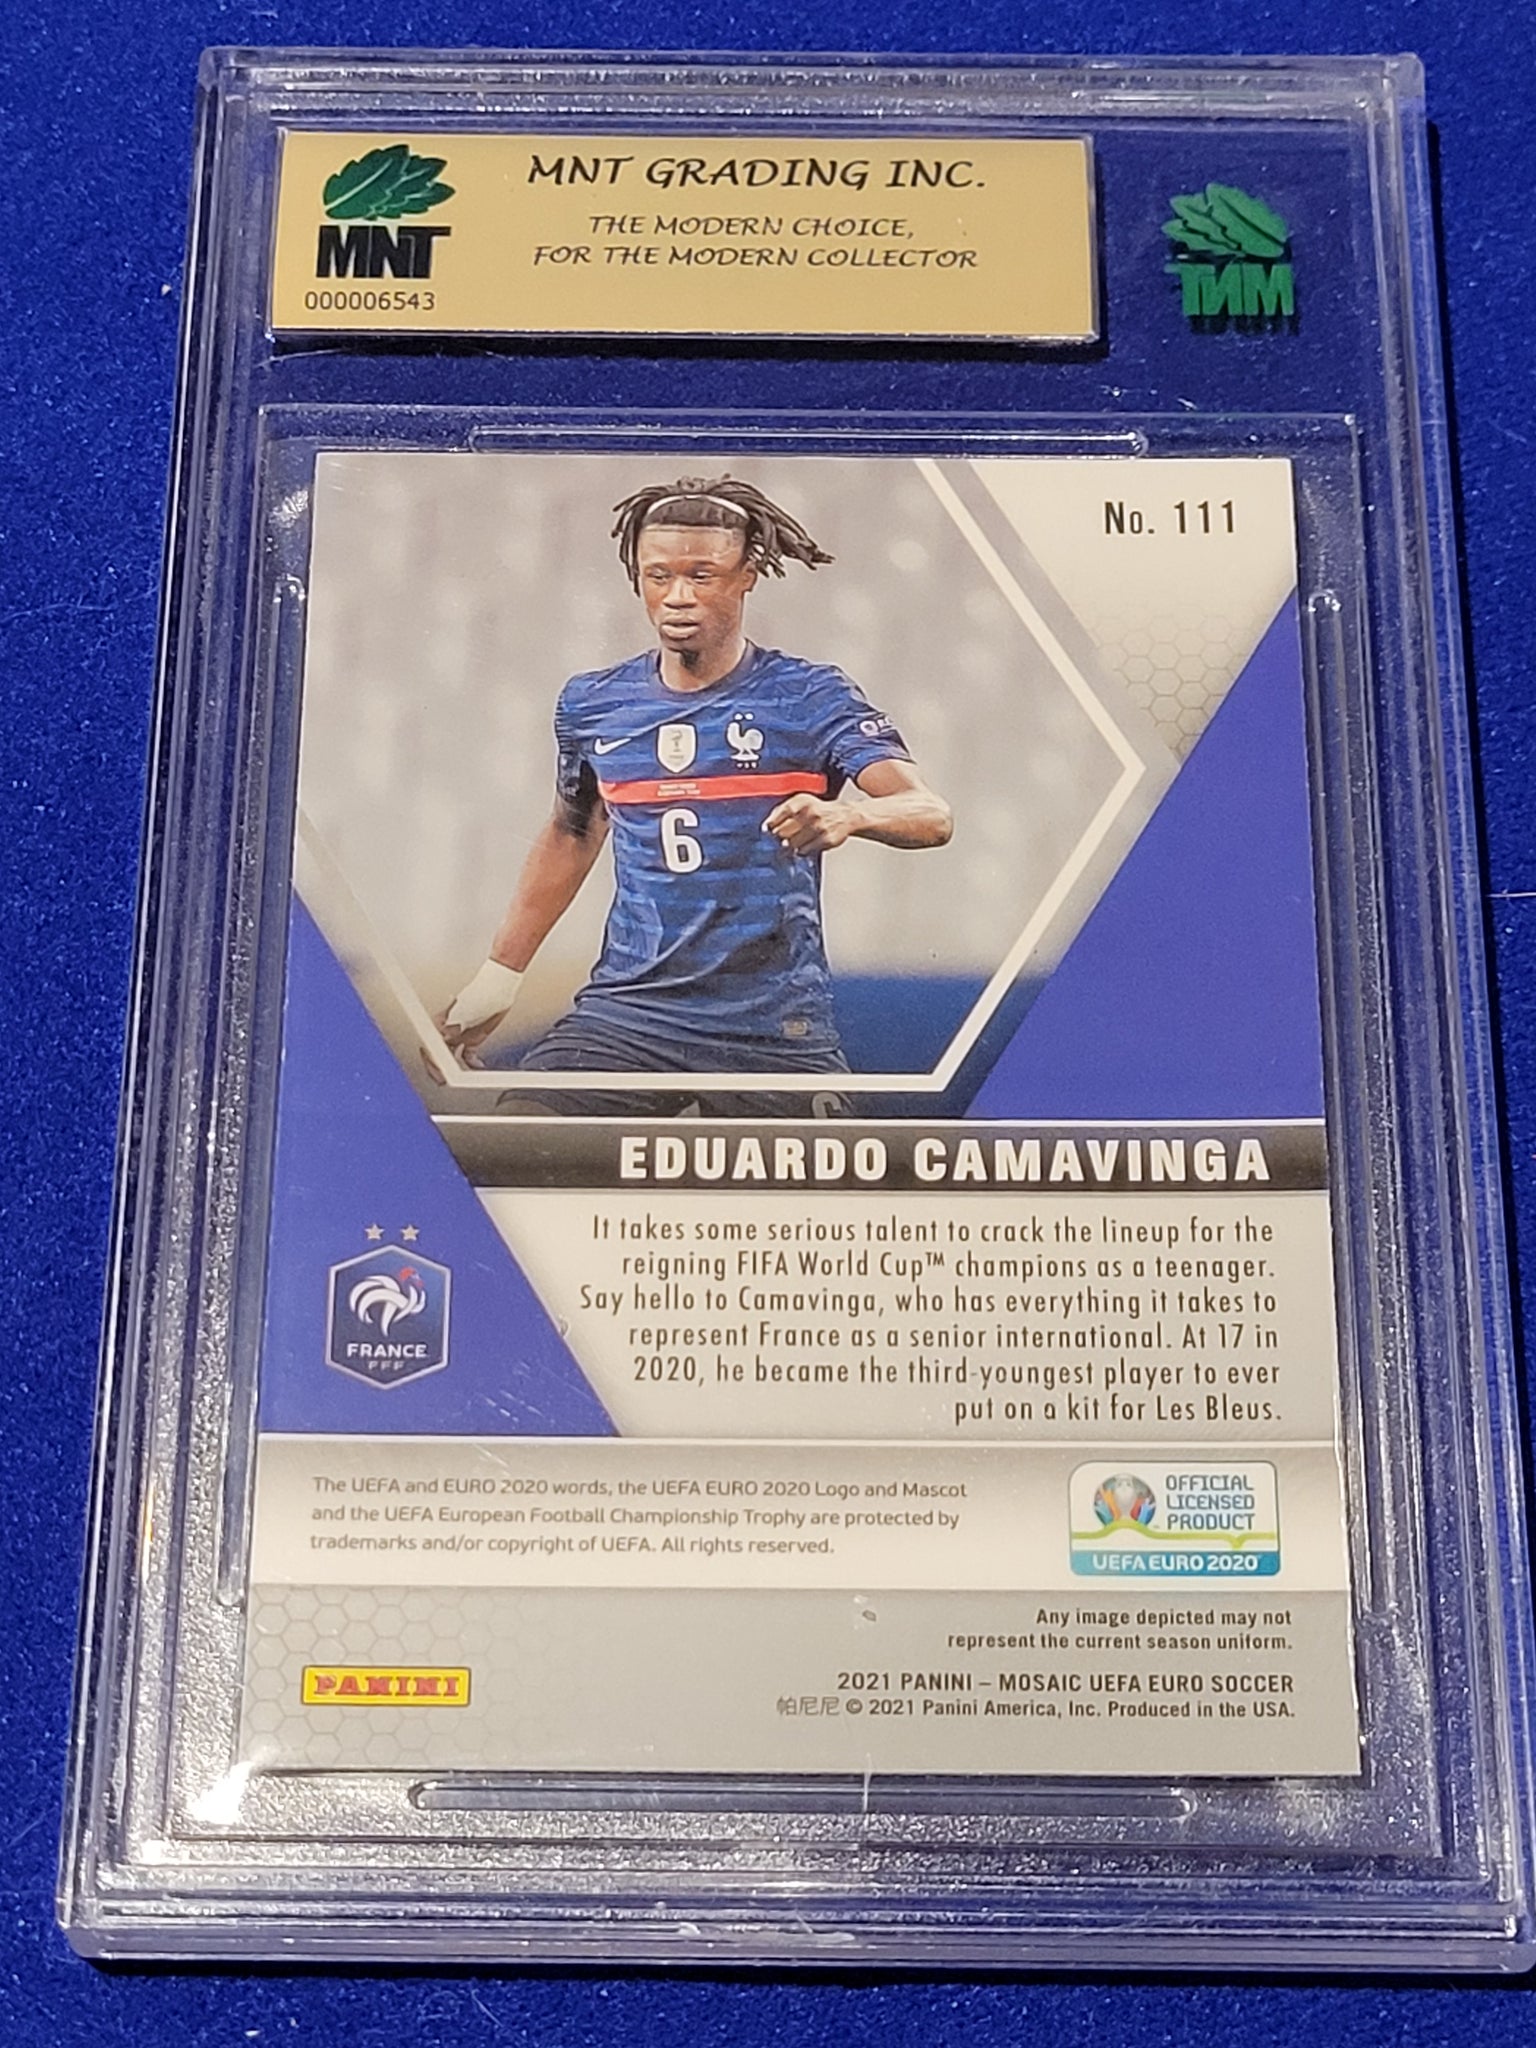 MNT GRADING INC.
THE MODERN CHOICE,
FOR THE MODERN COLLECTOR
MNT
000006543
MNT
No. 111
6
EDUARDO CAMAVINGA
It takes some serious talent to crack the lineup for the
reigning FIFA World Cup™ champions as a teenager.
Say hello to Camavinga, who has everything it takes to
represent France as a senior international. At 17 in
2020, he became the third-youngest player to ever
put on a kit for Les Bleus.
FRANCE
FFF
The UEFA and EURO 2020 words, the UEFA EURO 2020 Logo and Mascot
and the UEFA European Football Championship Trophy are protected by
trademarks and/or copyright of UEFA. All rights reserved.
OFFICIAL
LICENSED
PRODUCT
UEFA EURO 2020
Any image depicted may not
represent the current season uniform.
PANINI
2021 PANINI – MOSAIC UEFA EURO SOCCER
帕尼尼 © 2021 Panini America, Inc. Produced in the USA.